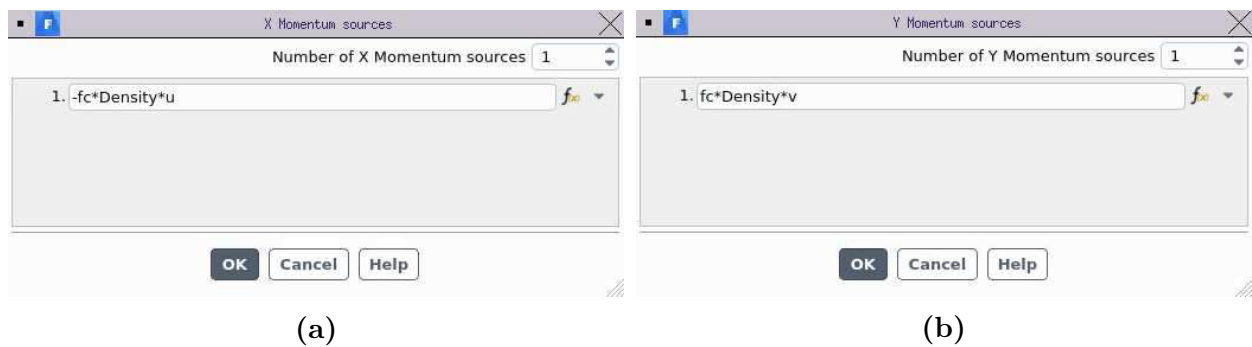 X Momentum sources
Number of X Momentum sources 1
1. -fc*Density*u
OK Cancel Help
(a)
Y Momentum sources
Number of Y Momentum sources 1
1. fc*Density*v
OK Cancel Help
(b)